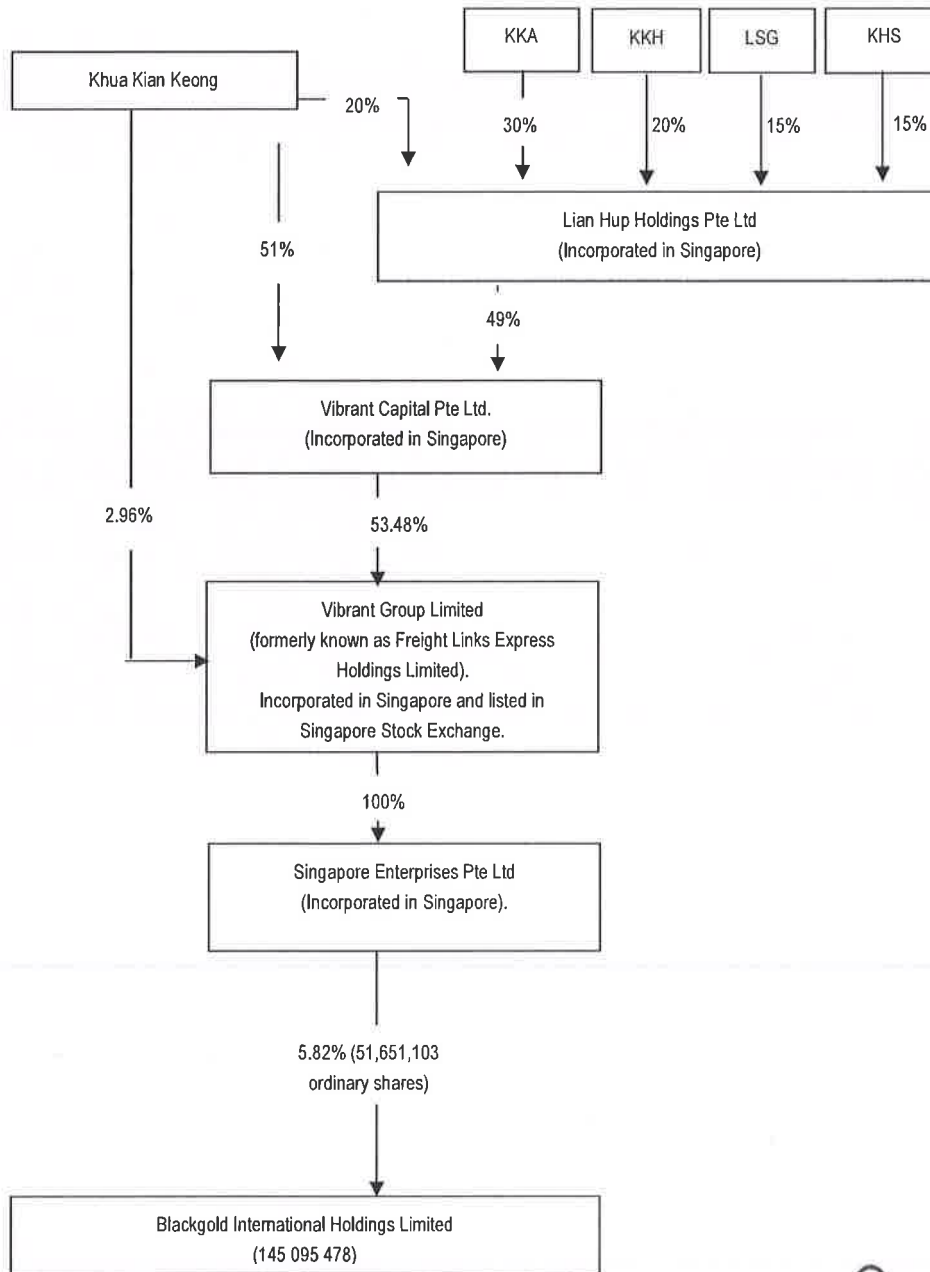 KKA
KKH
LSG
KHS
Khua Kian Keong
20%
30%
20%
15%
15%
Lian Hup Holdings Pte Ltd
(Incorporated in Singapore)
51%
49%
Vibrant Capital Pte Ltd.
(Incorporated in Singapore)
2.96%
53.48%
Vibrant Group Limited
(formerly known as Freight Links Express
Holdings Limited).
Incorporated in Singapore and listed in
Singapore Stock Exchange.
100%
Singapore Enterprises Pte Ltd
(Incorporated in Singapore).
5.82% (51,651,103
ordinary shares)
Blackgold International Holdings Limited
(145 095 478)